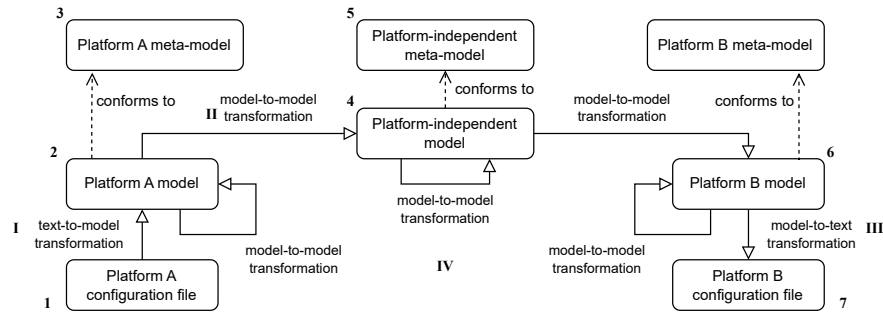 3
Platform A meta-model
5
Platform-independent
meta-model
Platform B meta-model
conforms to
conforms to
conforms to
II
model-to-model
transformation
4
Platform-independent
model
model-to-model
transformation
2
Platform A model
model-to-model
transformation
6
Platform B model
I
text-to-model
transformation
model-to-model
transformation
IV
model-to-model
transformation
model-to-text
transformation
III
1
Platform A
configuration file
Platform B
configuration file
7